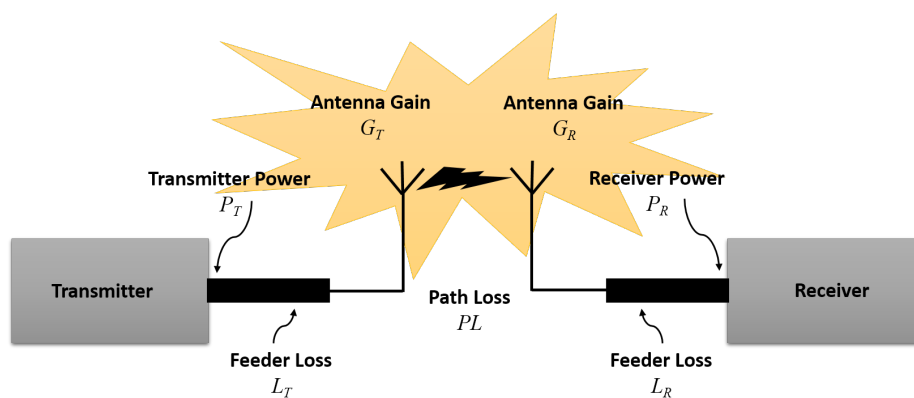 Antenna Gain
G_T
Antenna Gain
G_R
Transmitter Power
P_T
Receiver Power
P_R
Transmitter
Receiver
Path Loss
PL
Feeder Loss
L_T
Feeder Loss
L_R